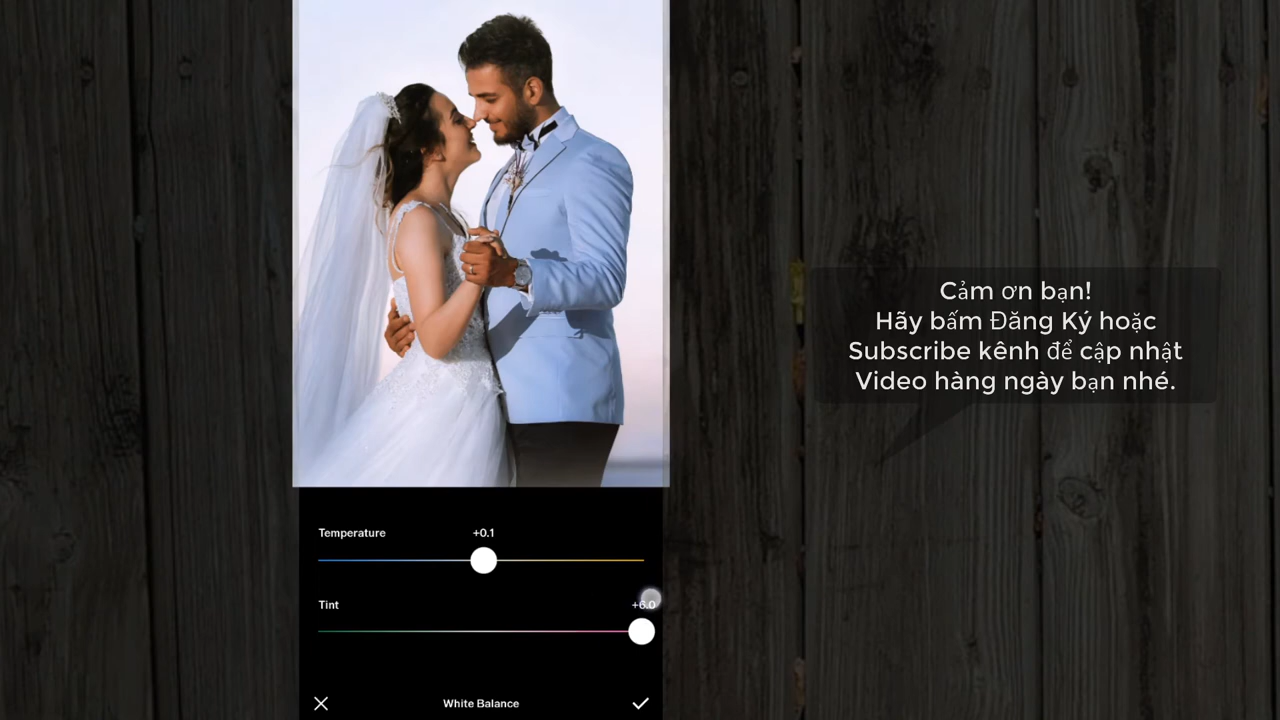 Cảm ơn bạn!
Hãy bấm Đăng Ký hoặc
Subscribe kênh để cập nhật
Video hàng ngày bạn nhé.
Temperature +0.1
Tint +6.0
White Balance